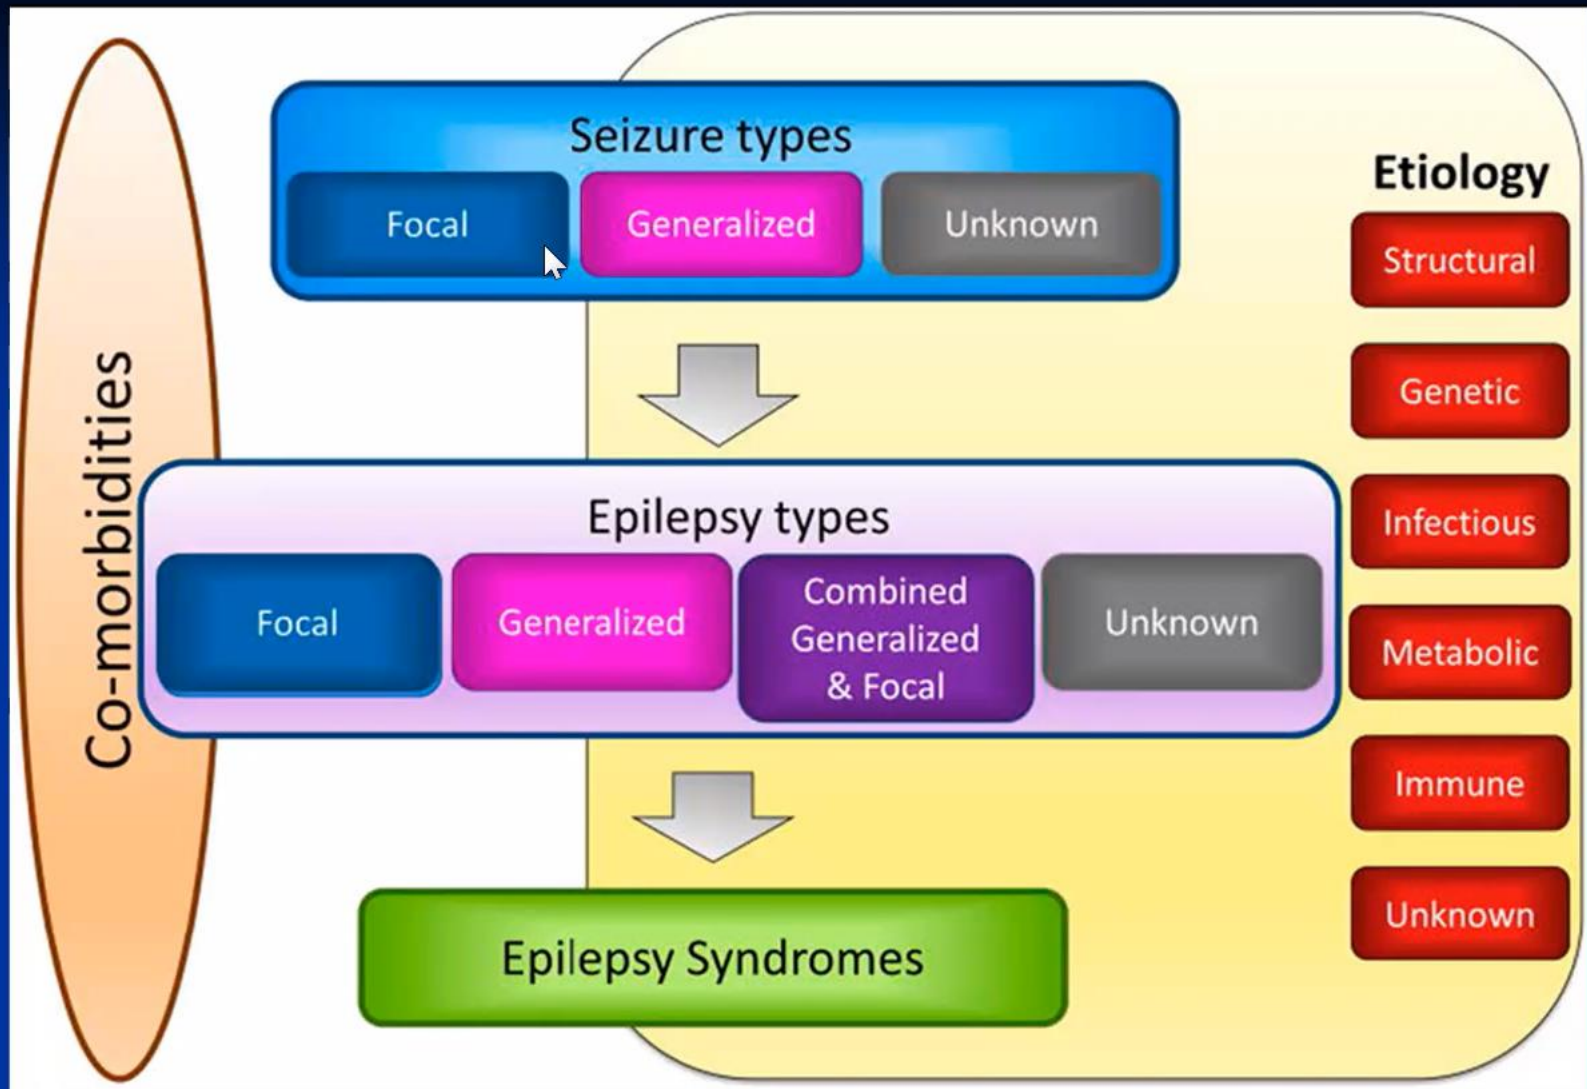 Co-morbidities
Seizure types
Focal
Generalized
Unknown
Epilepsy types
Focal
Generalized
Combined
Generalized
& Focal
Unknown
Epilepsy Syndromes
Etiology
Structural
Genetic
Infectious
Metabolic
Immune
Unknown